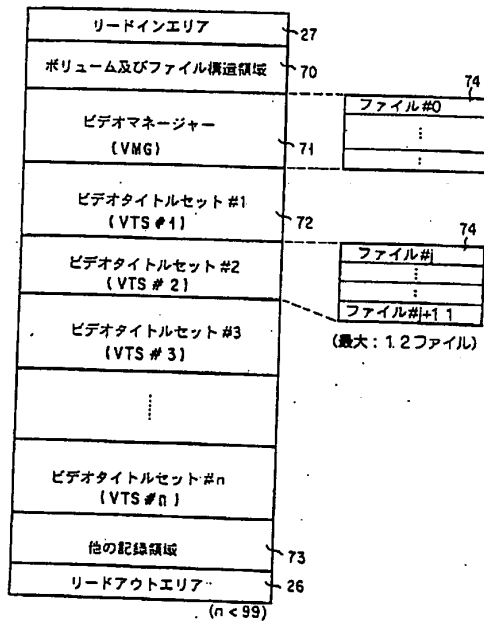 リードインエリア
27
ボリューム及びファイル構造領域
70
ビデオマネージャー
(VMG)
71
74
ファイル#0
ビデオタイトルセット#1
(VTS #1)
72
ビデオタイトルセット#2
(VTS #2)
74
ファイル#j
ファイル#j+11
(最大:12ファイル)
ビデオタイトルセット#3
(VTS #3)
ビデオタイトルセット#n
(VTS #n)
他の記録領域
73
リードアウトエリア
26
(n<99)